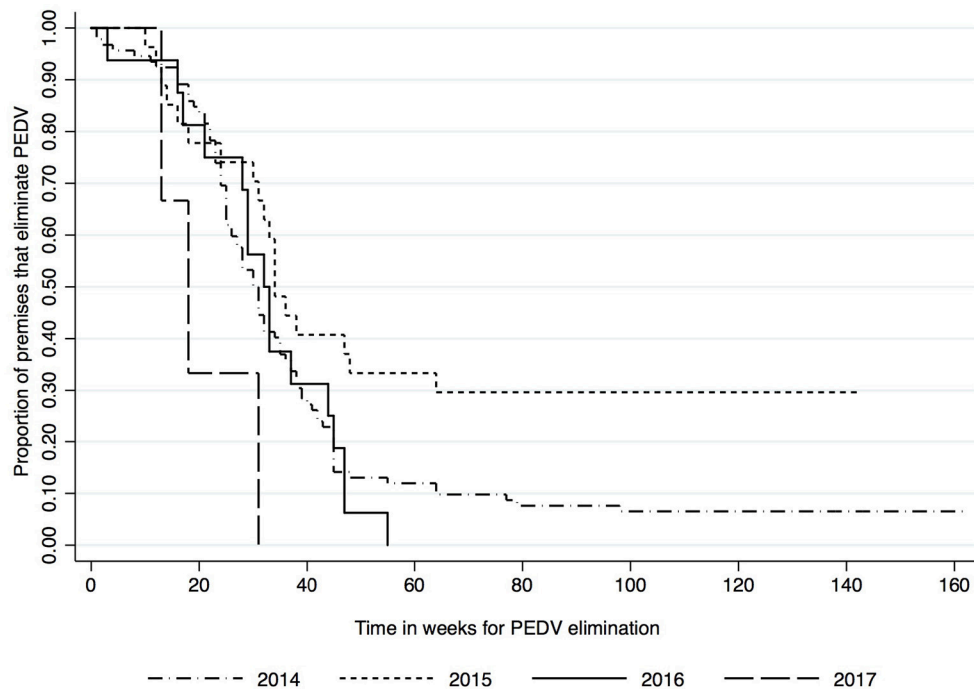 Proportion of premises that eliminate PEDV
1.00
0.90
0.80
0.70
0.60
0.50
0.40
0.30
0.20
0.10
0.00
0 20 40 60 80 100 120 140 160
Time in weeks for PEDV elimination
2014 2015 2016 2017